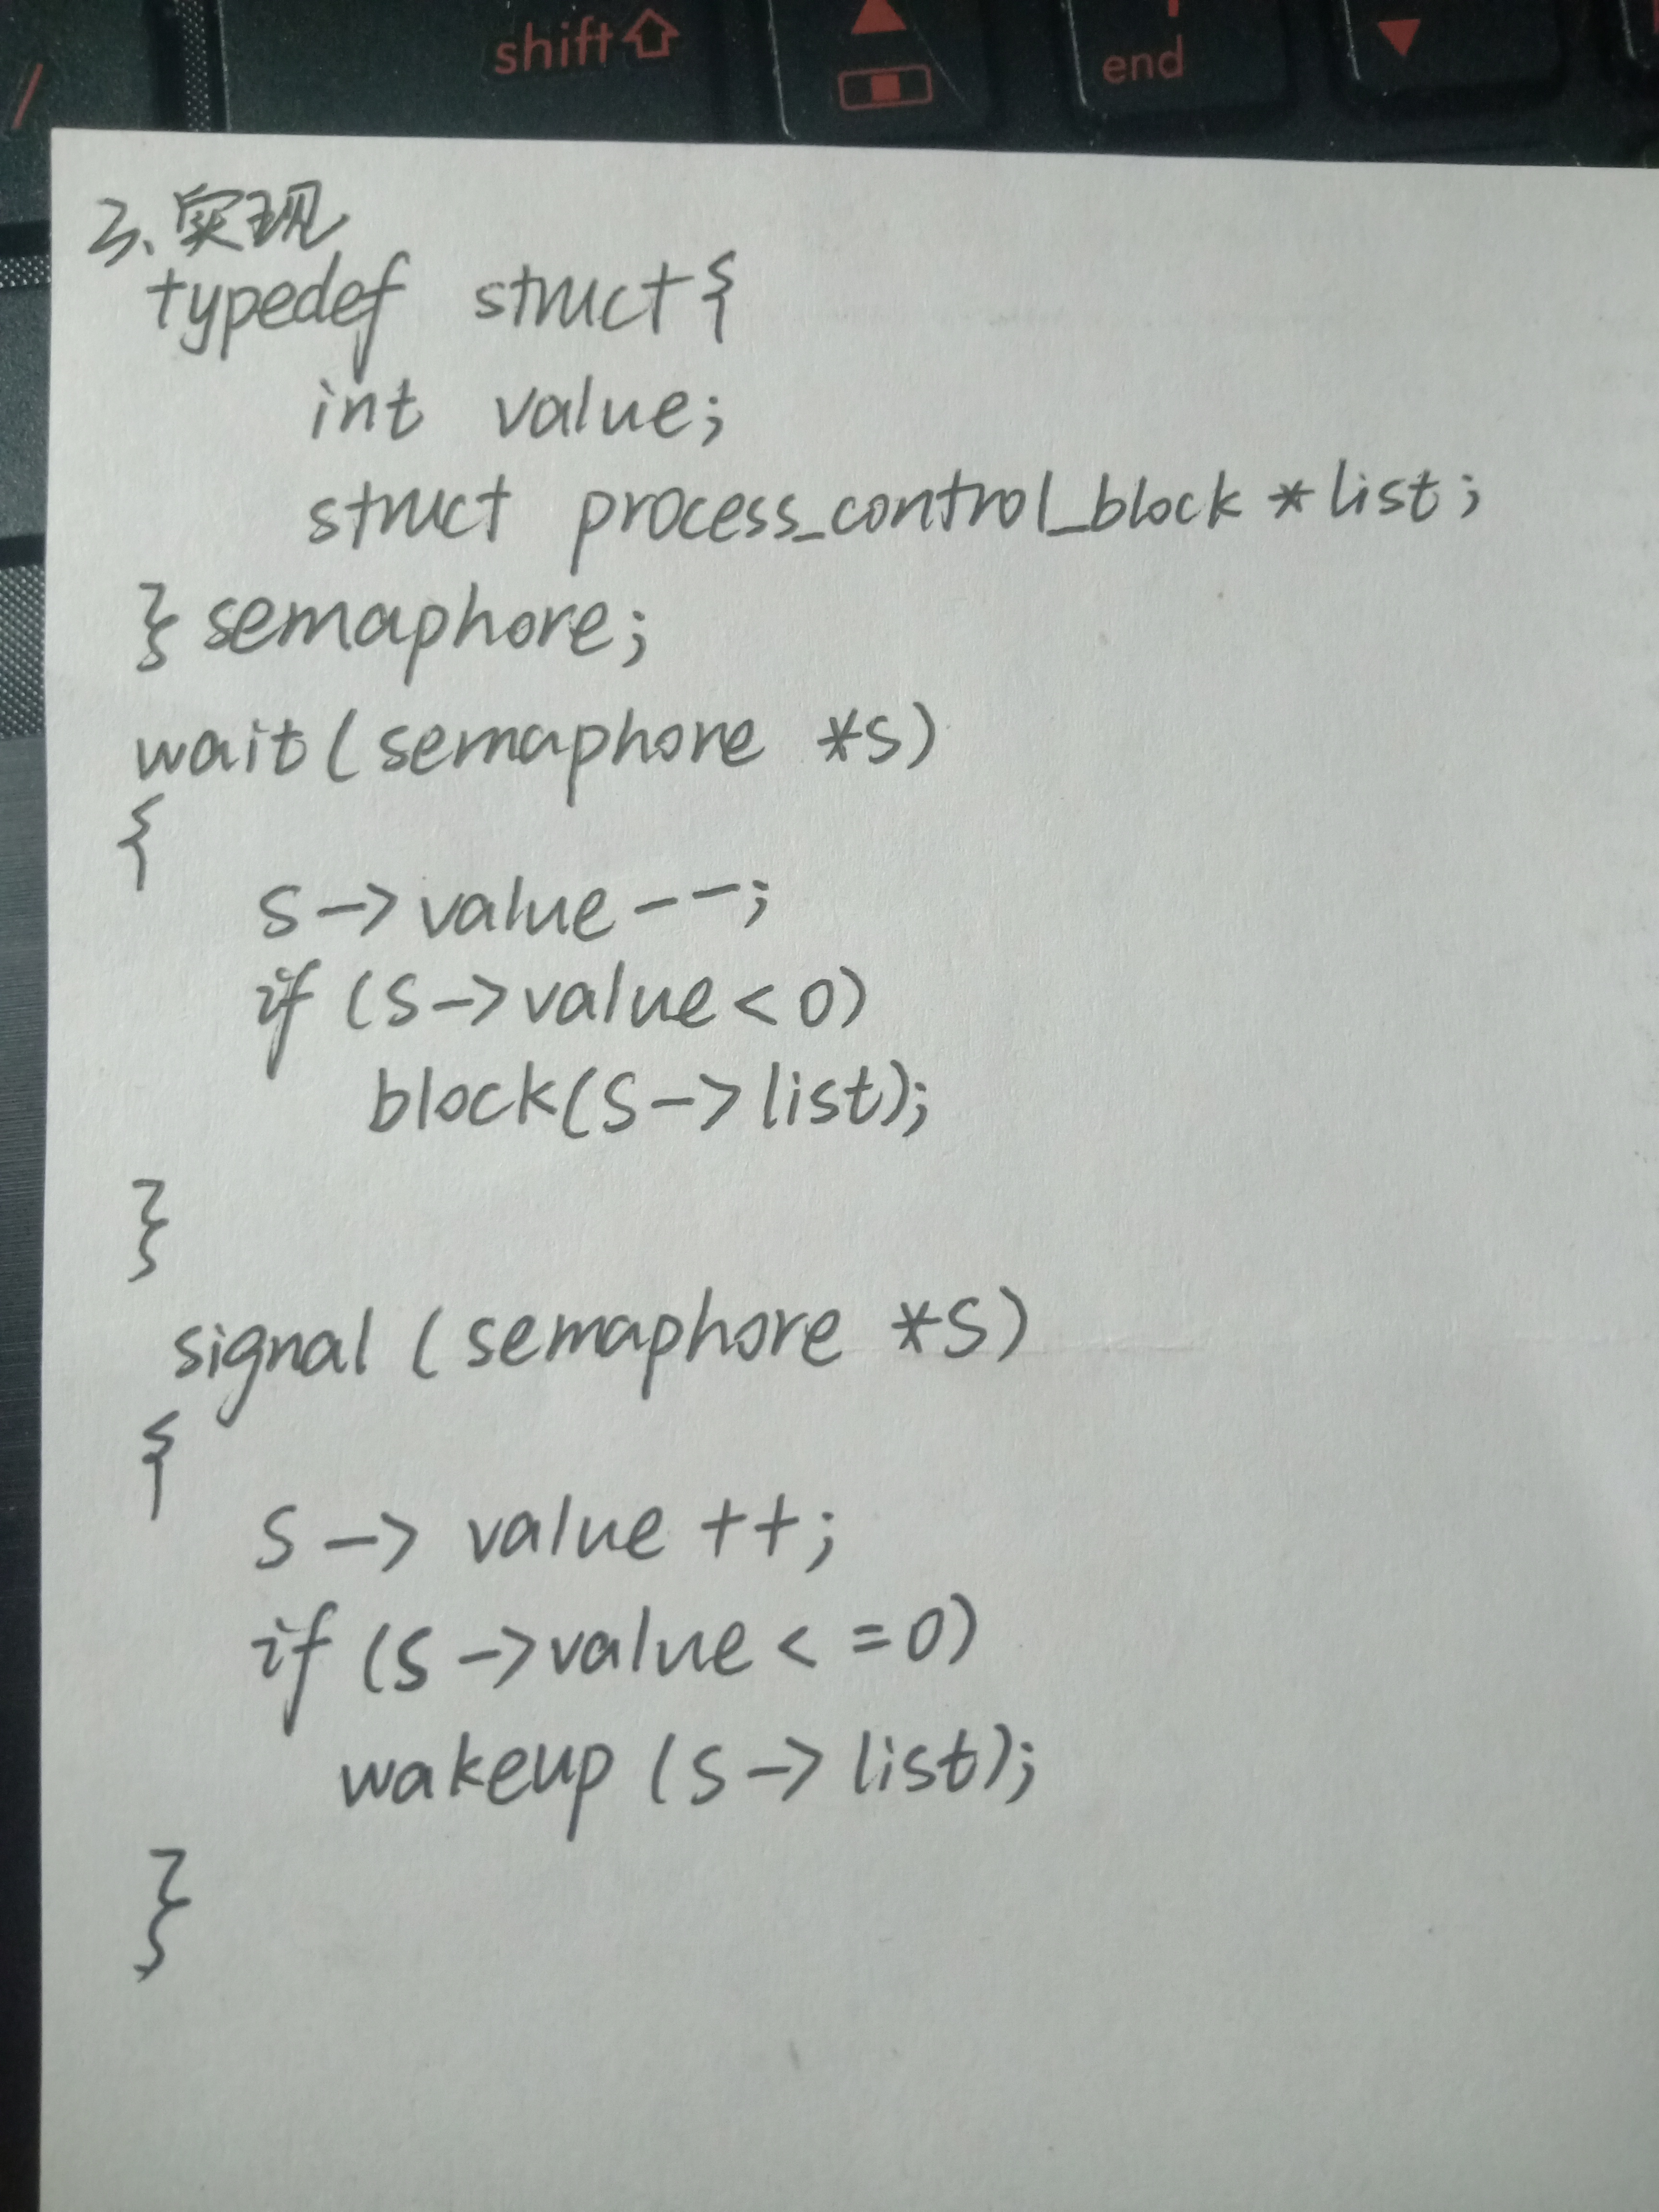 / shift end
3、实现
typedef struct{
int value;
struct process_control_block *list;
} semaphore;
wait(semaphore *s)
{
s->value--;
if (s->value<0)
block(s->list);
}
signal (semaphore *s)
{
s-> value ++;
if (s->value< =0)
wakeup (s-> list);
}